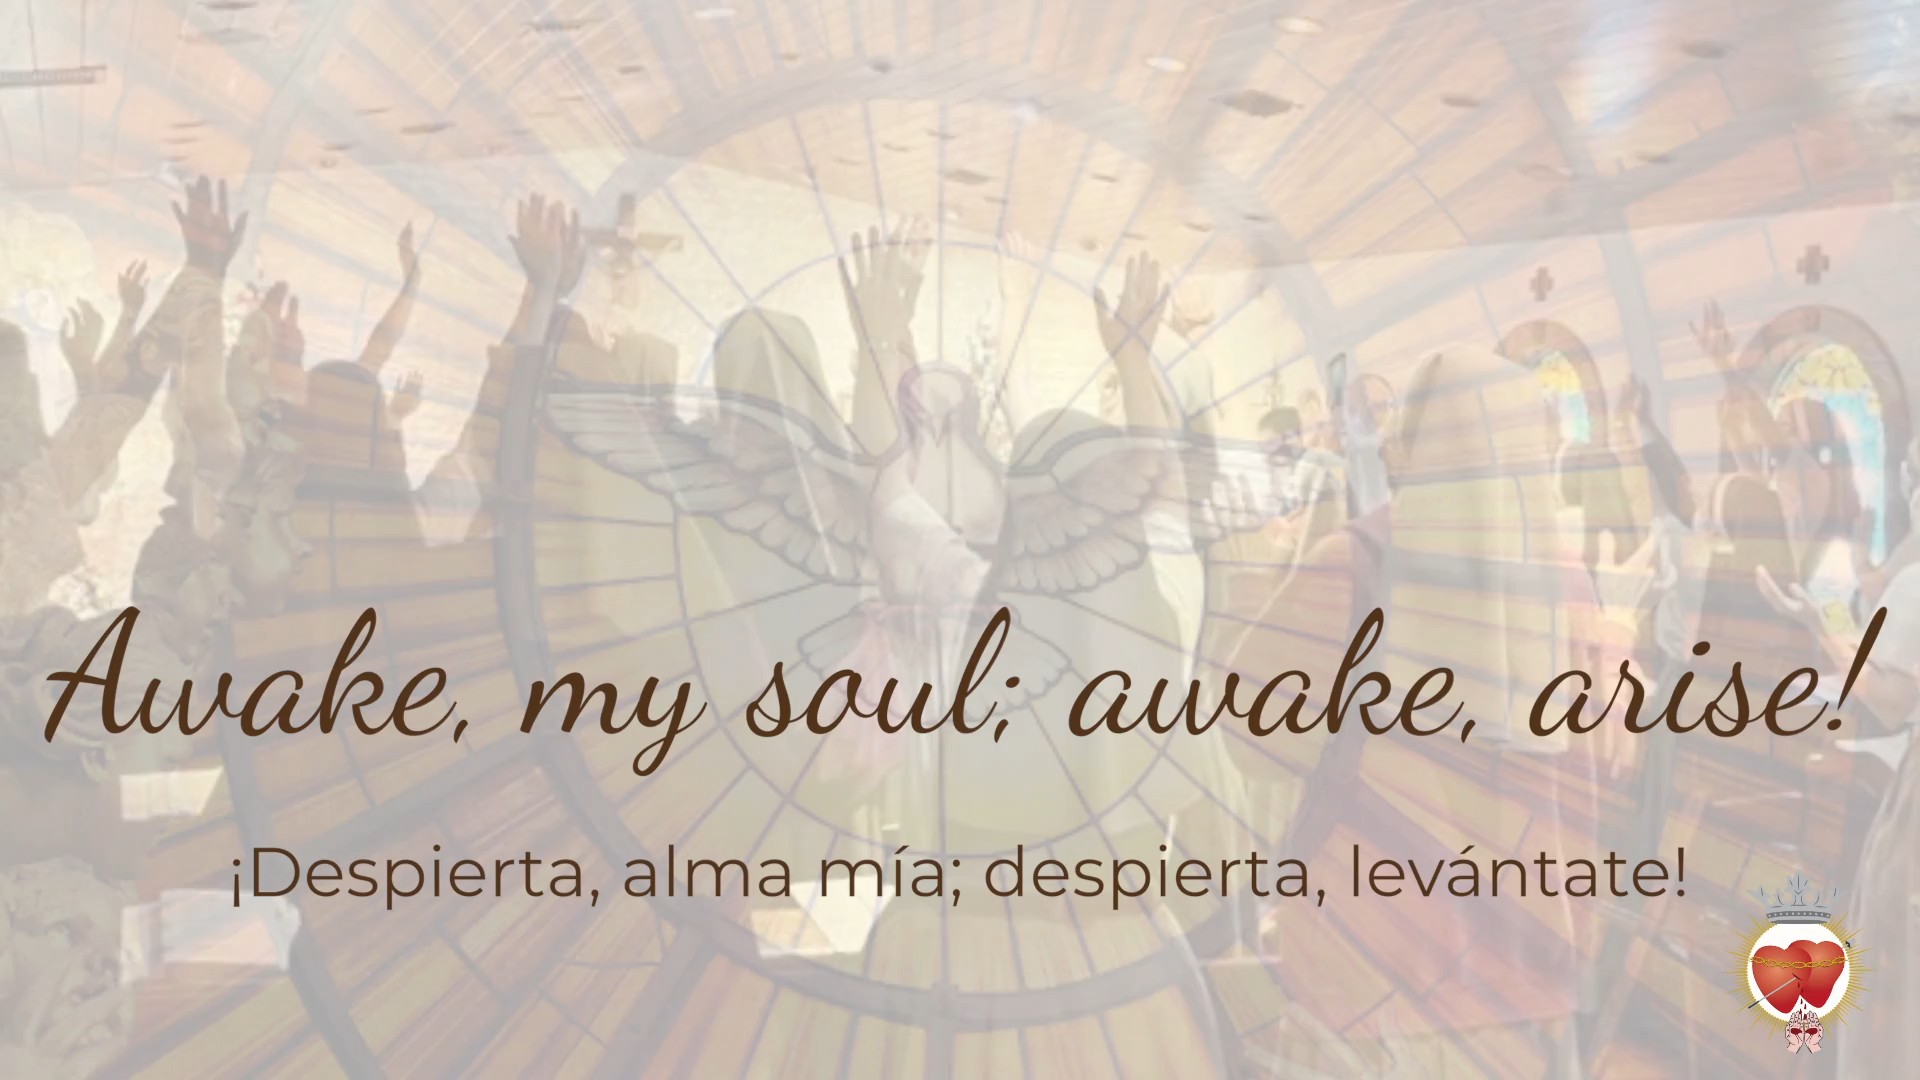 Awake, my soul; awake, arise!
¡Despierta, alma mía; despierta, levántate!